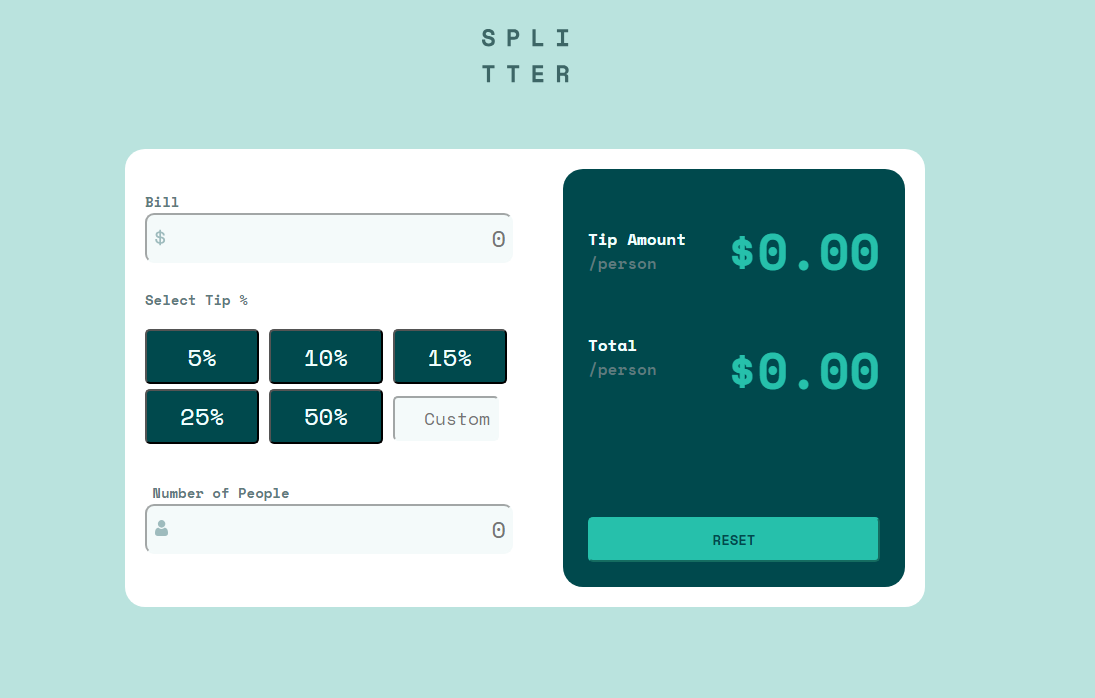 SPLI
TTER
Bill
$ 0
Select Tip %
5% 10% 15%
25% 50% Custom
Number of People
0
Tip Amount
/person
$0.00
Total
/person
$0.00
RESET